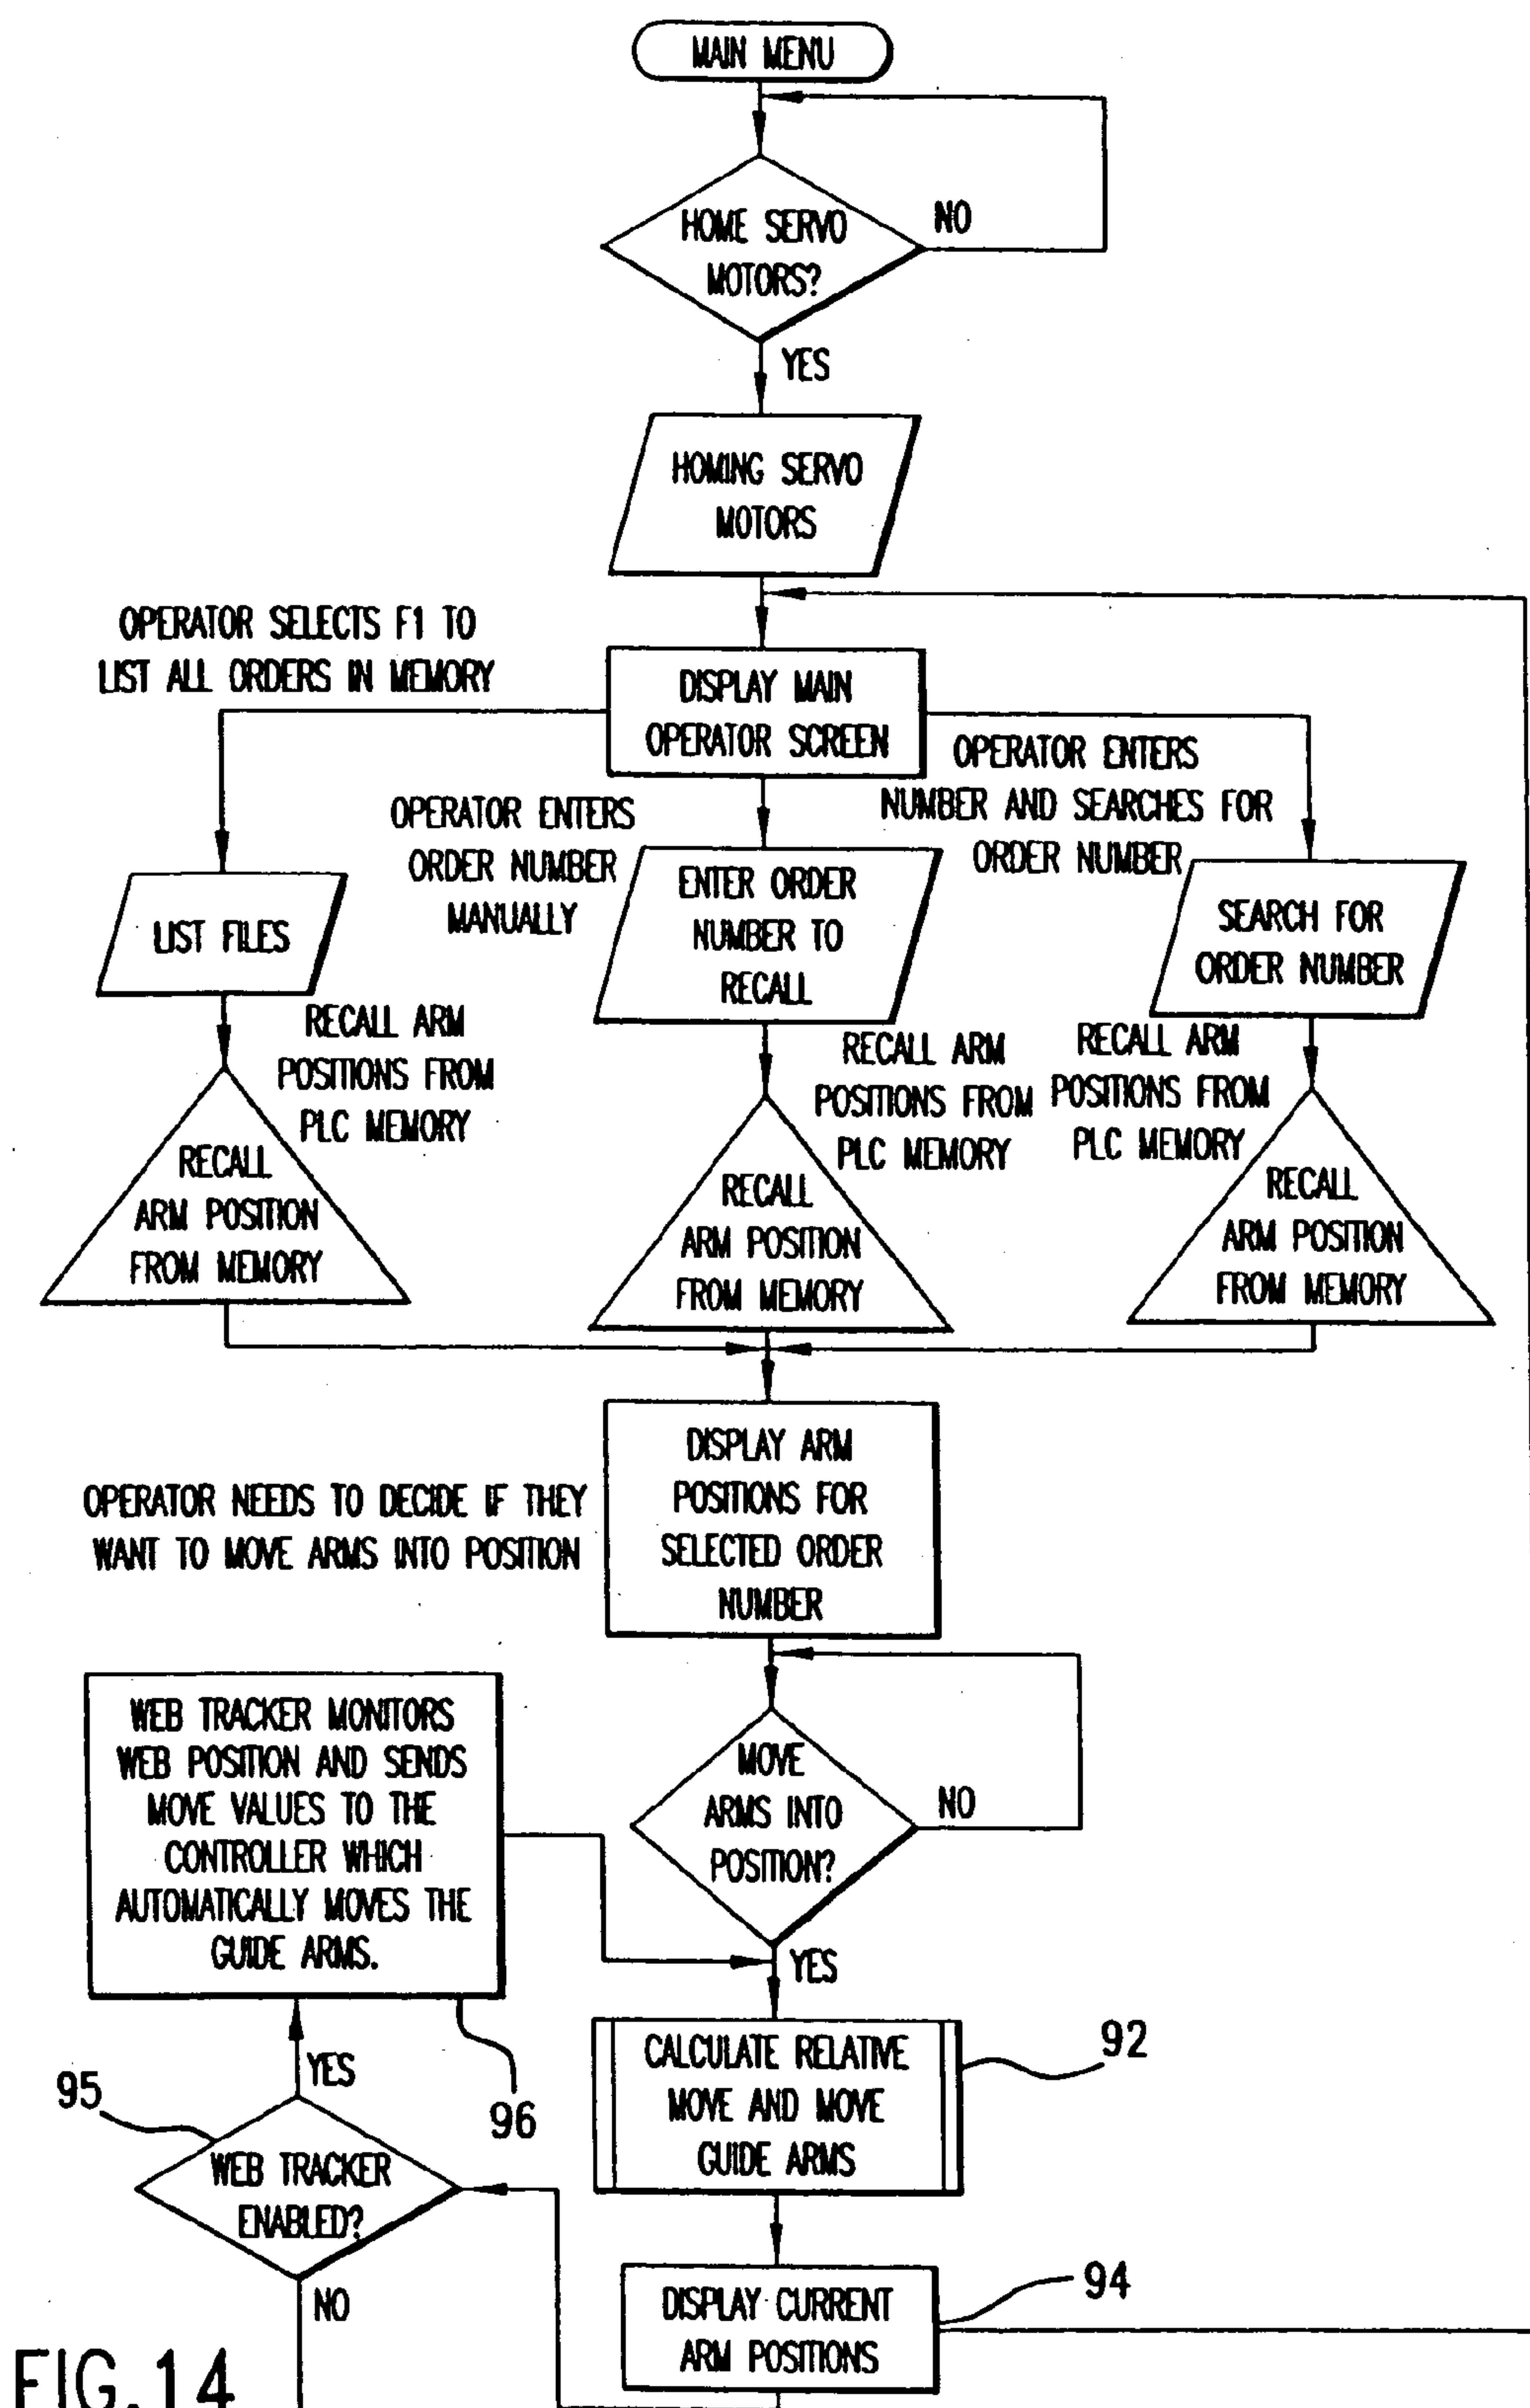 MAIN MENU
HOME SERVO
MOTORS?
NO
YES
HOMING SERVO
MOTORS
OPERATOR SELECTS F1 TO
LIST ALL ORDERS IN MEMORY
DISPLAY MAIN
OPERATOR SCREEN
OPERATOR ENTERS
ORDER NUMBER
MANUALLY
OPERATOR ENTERS
NUMBER AND SEARCHES FOR
ORDER NUMBER
LIST FILES
ENTER ORDER
NUMBER TO
RECALL
SEARCH FOR
ORDER NUMBER
RECALL ARM
POSITIONS FROM
PLC MEMORY
RECALL ARM
POSITIONS FROM
PLC MEMORY
RECALL ARM
POSITIONS FROM
PLC MEMORY
RECALL
ARM POSITION
FROM MEMORY
RECALL
ARM POSITION
FROM MEMORY
RECALL
ARM POSITION
FROM MEMORY
DISPLAY ARM
POSITIONS FOR
SELECTED ORDER
NUMBER
OPERATOR NEEDS TO DECIDE IF THEY
WANT TO MOVE ARMS INTO POSITION
MOVE
ARMS INTO
POSITION?
NO
YES
WEB TRACKER MONITORS
WEB POSITION AND SENDS
MOVE VALUES TO THE
CONTROLLER WHICH
AUTOMATICALLY MOVES THE
GUIDE ARMS.
96
YES
95
WEB TRACKER
ENABLED?
NO
CALCULATE RELATIVE
MOVE AND MOVE
GUIDE ARMS
92
DISPLAY CURRENT
ARM POSITIONS
94
FIG.14